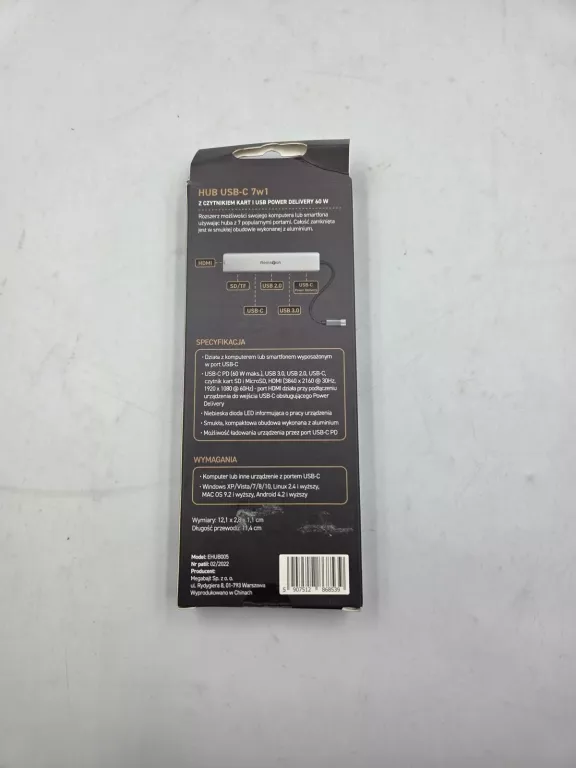 HUB USB-C 7w1
Z CZYTNIKIEM KART I USB POWER DELIVERY 60 W
Rozszerz możliwości swojego komputera lub smartfona
używając huba z 7 popularnymi portami. Całość zamknięta
jest w smukłej obudowie wykonanej z aluminium.
HDMI
SD/TF
USB 2.0
USB-C
Power Delivery
USB-C
USB 3.0
SPECYFIKACJA
• Działa z komputerem lub smartfonem wyposażonym
w port USB-C
• USB-C PD (60 W maks.), USB 3.0, USB 2.0, USB-C,
czytnik kart SD i MicroSD, HDMI (3840 x 2160 @ 30Hz,
1920 x 1080 @ 60Hz) - port HDMI działa przy podłączeniu
urządzenia do wejścia USB-C obsługującego Power
Delivery
• Niebieska dioda LED informująca o pracy urządzenia
• Smukła, kompaktowa obudowa wykonana z aluminium
• Możliwość ładowania urządzenia przez port USB-C PD
WYMAGANIA
• Komputer lub inne urządzenie z portem USB-C
• Windows XP/Vista/7/8/10, Linux 2.4 i wyższy,
MAC OS 9.2 i wyższy, Android 4.2 i wyższy
Wymiary: 12,1 x 2,8 x 1,1 cm
Długość przewodu: 11,4 cm
Model: EHUB005
Nr partii: 02/2022
Producent:
Megabajt Sp. z o. o.
ul. Rydygiera 8, 01-793 Warszawa
Wyprodukowano w Chinach
5 907512 868539